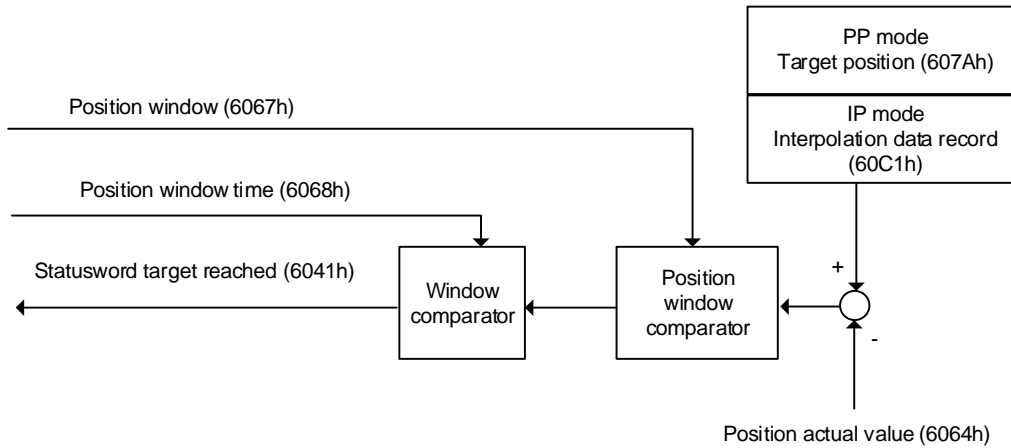 PP mode
Target position (607Ah)
Position window (6067h)
IP mode
Interpolation data record
(60C1h)
Position window time (6068h)
Statusword target reached (6041h)
Window
comparator
Position
window
comparator
+
-
Position actual value (6064h)